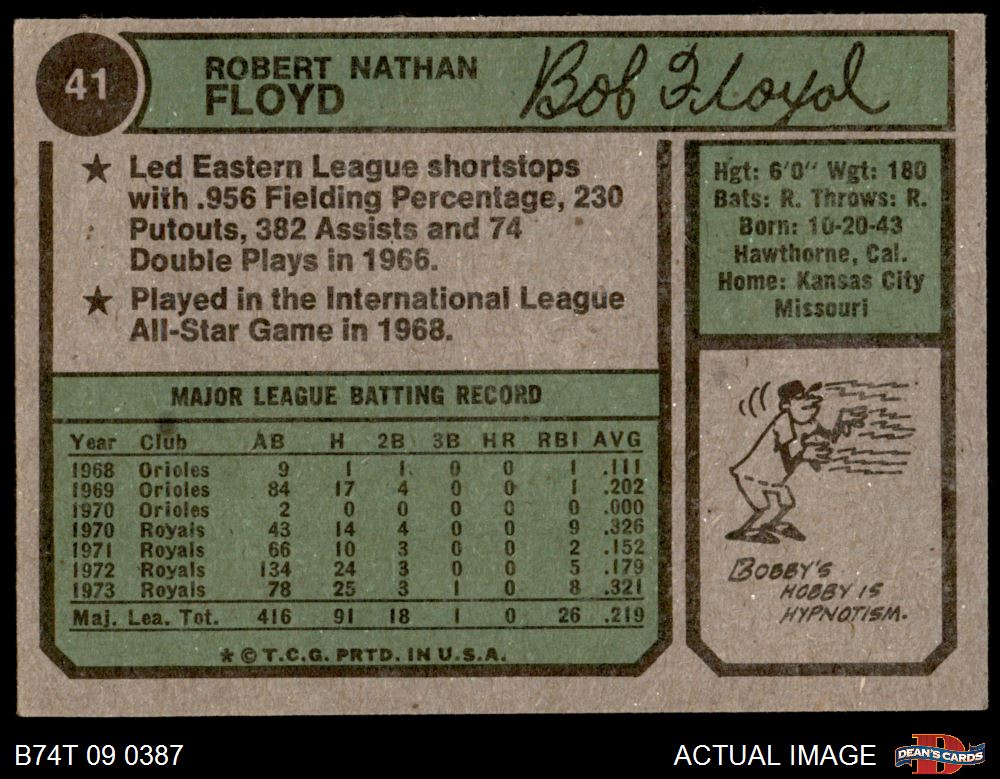 41
ROBERT NATHAN
FLOYD
Bob Floyd
★ Led Eastern League shortstops
with .956 Fielding Percentage, 230
Putouts, 382 Assists and 74
Double Plays in 1966.
★ Played in the International League
All-Star Game in 1968.
Hgt: 6'0" Wgt: 180
Bats: R. Throws: R.
Born: 10-20-43
Hawthorne, Cal.
Home: Kansas City
Missouri
MAJOR LEAGUE BATTING RECORD
Year Club AB H 2B 3B HR RBI AVG
1968 Orioles 9 1 1 0 0 1 .111
1969 Orioles 84 17 4 0 0 1 .202
1970 Orioles 2 0 0 0 0 0 .000
1970 Royals 43 14 4 0 0 9 .326
1971 Royals 66 10 3 0 0 2 .152
1972 Royals 134 24 3 0 0 5 .179
1973 Royals 78 25 3 1 0 8 .321
Maj. Lea. Tot. 416 91 18 1 0 26 .219
★ © T.C.G. PRTD. IN U.S.A.
BOBBY'S
HOBBY IS
HYPNOTISM.
B74T 09 0387
ACTUAL IMAGE
DEAN'S CARDS